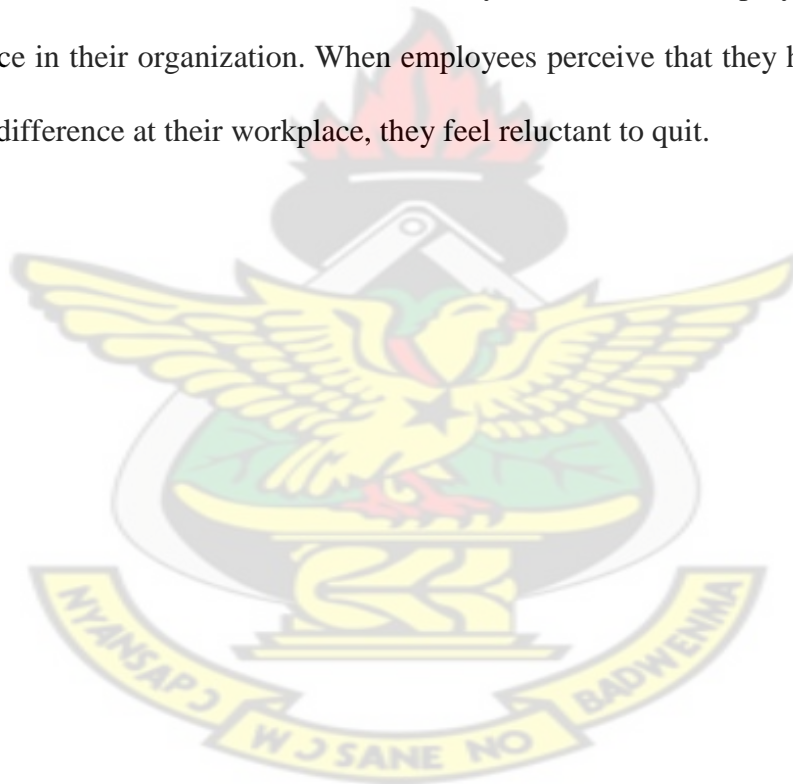 ce in their organization. When employees perceive that they h
difference at their workplace, they feel reluctant to quit.
NYANSAPƆ
WƆSANE NO
BADWENMA